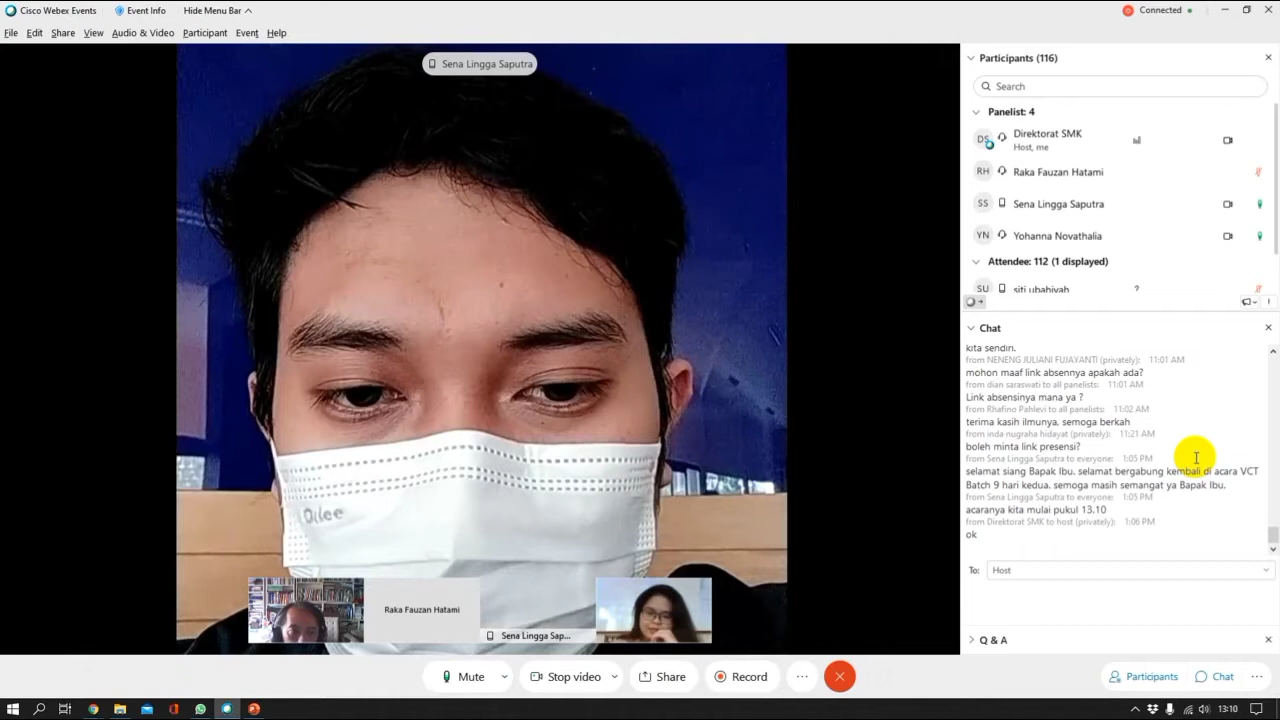 Cisco Webex Events
Event Info
Hide Menu Bar
Connected
File Edit Share View Audio & Video Participant Event Help
Sena Lingga Saputra
Participants (116)
Search
Panelist: 4
DS Direktorat SMK
Host, me
RH Raka Fauzan Hatami
SS Sena Lingga Saputra
YN Yohanna Novathalia
Attendee: 112 (1 displayed)
SU siti ubahiyah ?
Chat
kita sendiri.
from NENENG JULIANI FUJAYANTI (privately): 11:01 AM
mohon maaf link absennya apakah ada?
from dian saraswati to all panelists: 11:01 AM
Link absensinya mana ya ?
from Rhafino Pahlevi to all panelists: 11:02 AM
terima kasih ilmunya, semoga berkah
from inda nugraha hidayat (privately): 11:21 AM
boleh minta link presensi?
from Sena Lingga Saputra to everyone: 1:05 PM
selamat siang Bapak Ibu. selamat bergabung kembali di acara VCT
Batch 9 hari kedua. semoga masih semangat ya Bapak Ibu.
from Sena Lingga Saputra to everyone: 1:05 PM
acaranya kita mulai pukul 13.10
from Direktorat SMK to host (privately): 1:06 PM
ok
To: Host
Q & A
Oilee
Raka Fauzan Hatami
Sena Lingga Sap...
Mute
Stop video
Share
Record
Participants
Chat
13:10